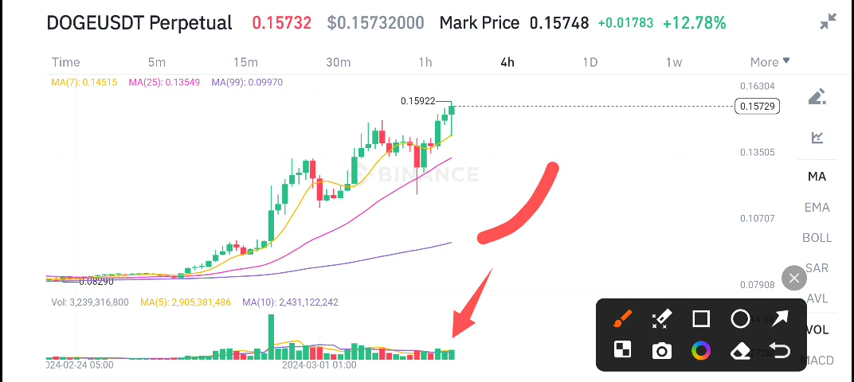 DOGEUSDT Perpetual 0.15732 $0.15732000 Mark Price 0.15748 +0.01783 +12.78%
Time 5m 15m 30m 1h 4h 1D 1w More
MA(7): 0.14515 MA(25): 0.13549 MA(99): 0.09970
0.16304
0.15922
0.15729
0.13505
BINANCE
MA
EMA
0.10707
BOLL
SAR
0.08290
0.07908
AVL
Vol: 3,239,316,800 MA(5): 2,905,381,486 MA(10): 2,431,122,242
VOL
MACD
024-02-24 05:00 2024-03-01 01:00